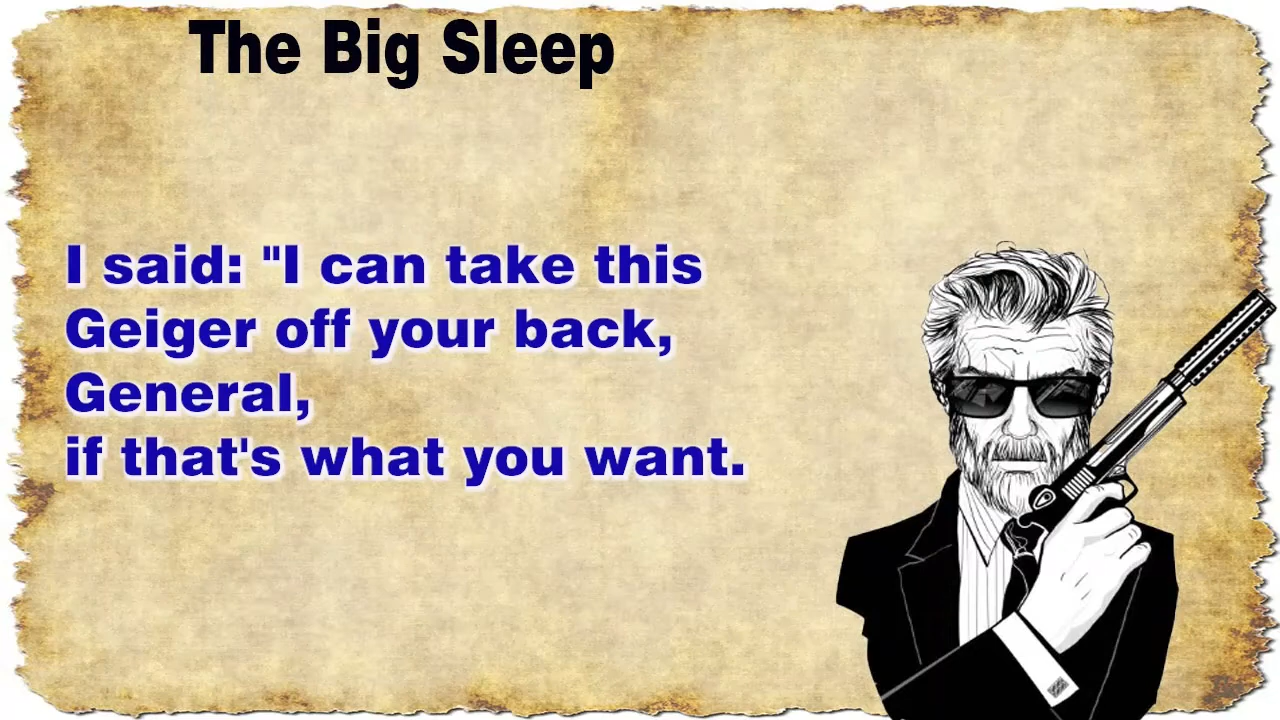 The Big Sleep
I said: "I can take this
Geiger off your back,
General,
if that's what you want.